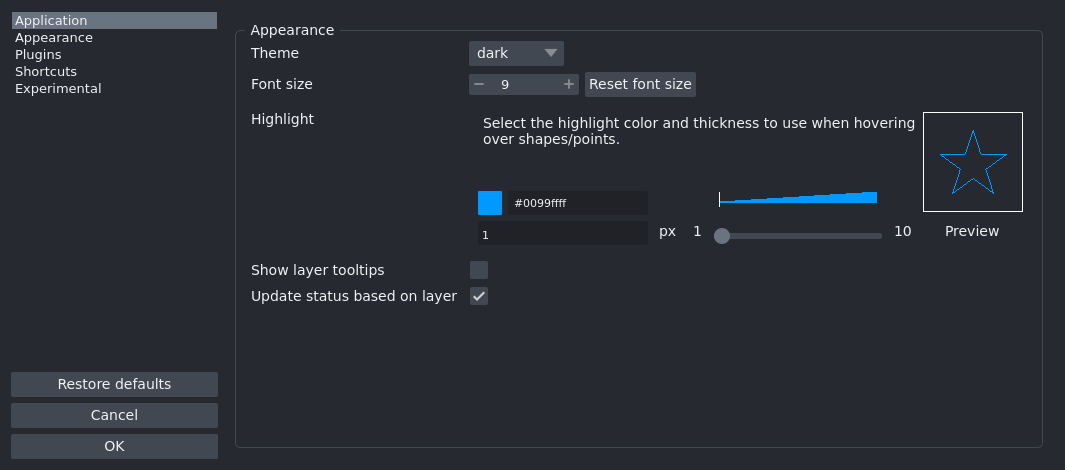 Application
Appearance
Plugins
Shortcuts
Experimental
Restore defaults
Cancel
OK
Appearance
Theme
dark
Font size
− 9 +
Reset font size
Highlight
Select the highlight color and thickness to use when hovering
over shapes/points.
#0099ffff
1
px
1
10
Preview
Show layer tooltips
Update status based on layer